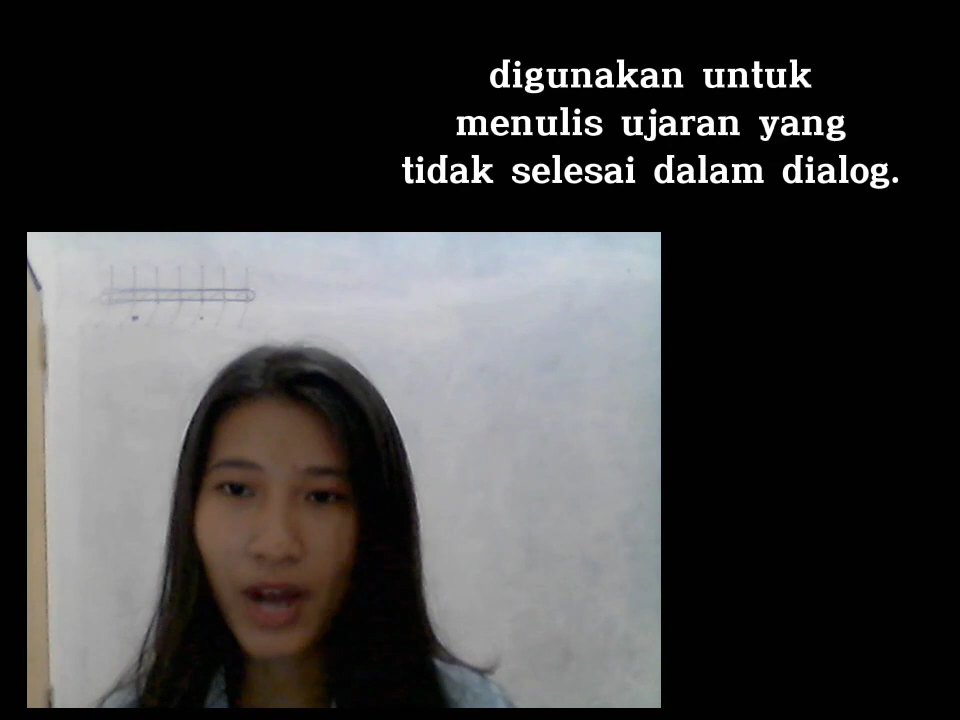 digunakan untuk
menulis ujaran yang
tidak selesai dalam dialog.